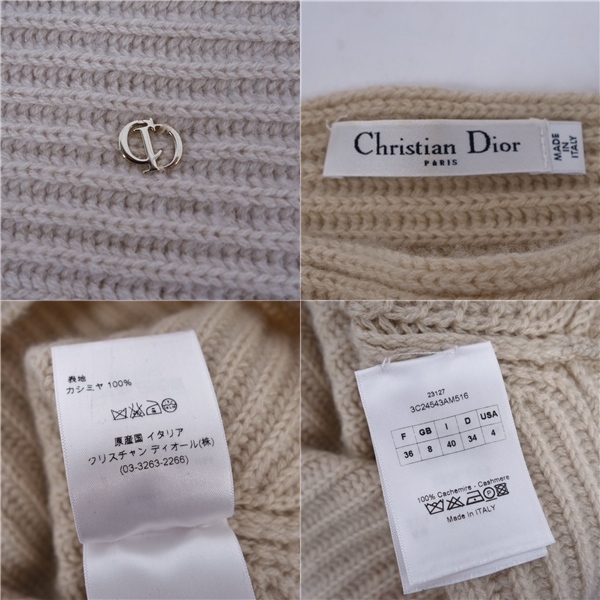 CD
Christian Dior
PARIS
MADE
IN
ITALY
表地
カシミヤ 100%
原産国 イタリア
クリスチャン ディオール(株)
(03-3263-2266)
23127
3C24543AM516
F GB I D USA
36 8 40 34 4
100% Cachemire - Cashmere
Made In ITALY